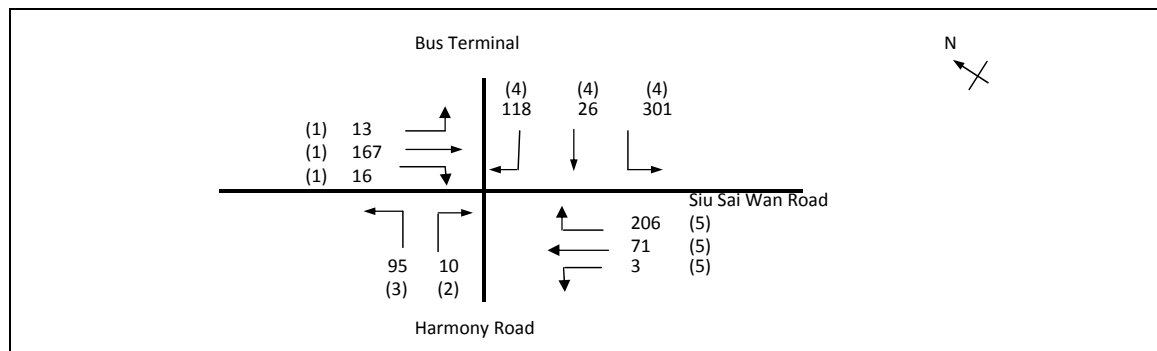 Bus Terminal
N
(4) (4) (4)
118 26 301
(1) 13
(1) 167
(1) 16
Siu Sai Wan Road
206 (5)
71 (5)
3 (5)
95 10
(3) (2)
Harmony Road